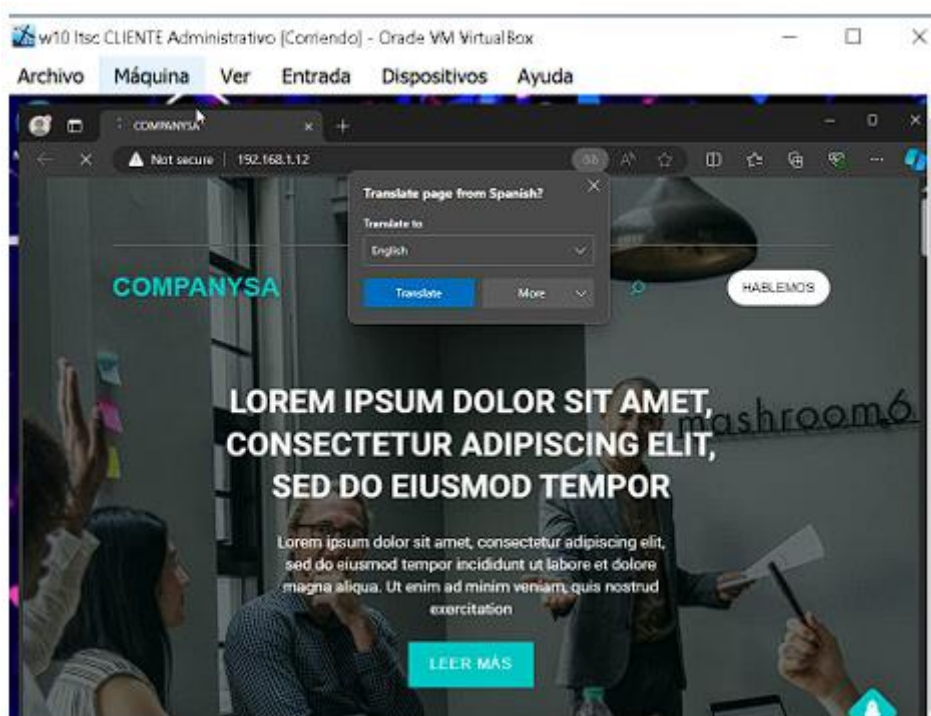 w10 ltsc CLIENTE Administrativo [Corriendo] - Oracle VM VirtualBox
Archivo Máquina Ver Entrada Dispositivos Ayuda
COMPANYSA
Not secure 192.168.1.12
Translate page from Spanish?
Translate to
English
Translate More
COMPANYSA
HABLEMOS
LOREM IPSUM DOLOR SIT AMET,
CONSECTETUR ADIPISCING ELIT,
SED DO EIUSMOD TEMPOR
mashroom6
Lorem ipsum dolor sit amet, consectetur adipiscing elit,
sed do eiusmod tempor incididunt ut labore et dolore
magna aliqua. Ut enim ad minim veniam, quis nostrud
exercitation
LEER MÁS